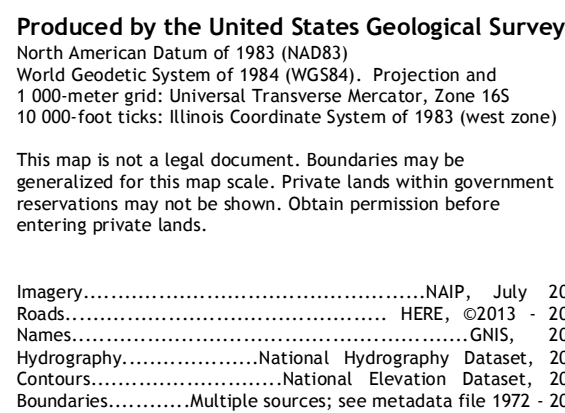 Produced by the United States Geological Survey
North American Datum of 1983 (NAD83)
World Geodetic System of 1984 (WGS84). Projection and
1 000-meter grid: Universal Transverse Mercator, Zone 16S
10 000-foot ticks: Illinois Coordinate System of 1983 (west zone)
This map is not a legal document. Boundaries may be
generalized for this map scale. Private lands within government
reservations may not be shown. Obtain permission before
entering private lands.
Imagery..........................................NAIP, July
Roads....................................... HERE, ©2013 -
Names.................................................GNIS,
Hydrography....................National Hydrography Dataset,
Contours........................National Elevation Dataset,
Boundaries............Multiple sources; see metadata file 1972 -